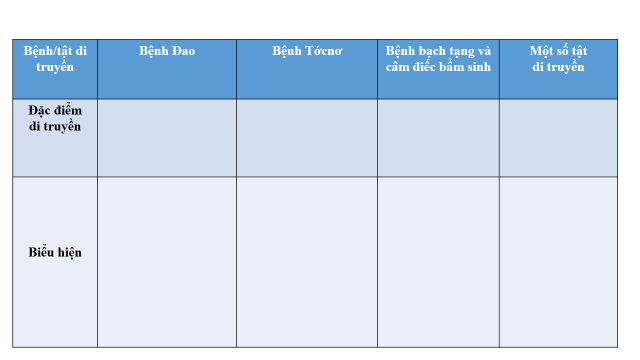 Bệnh/tật di
truyền
Bệnh Đao
Bệnh Tớcnơ
Bệnh bạch tạng và
câm điếc bẩm sinh
Một số tật
di truyền
Đặc điểm
di truyền
Biểu hiện